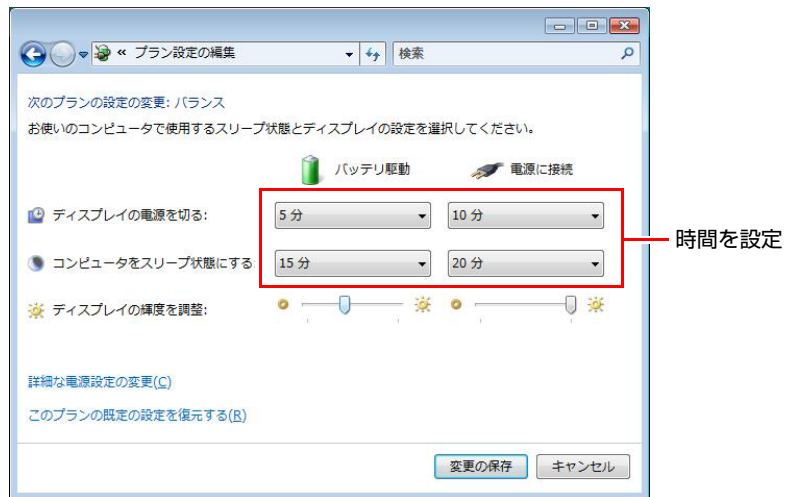 « プラン設定の編集
検索
次のプランの設定の変更: バランス
お使いのコンピュータで使用するスリープ状態とディスプレイの設定を選択してください。
バッテリ駆動 電源に接続
ディスプレイの電源を切る: 5 分 10 分
時間を設定
コンピュータをスリープ状態にする: 15 分 20 分
ディスプレイの輝度を調整:
詳細な電源設定の変更(C)
このプランの既定の設定を復元する(R)
変更の保存 キャンセル